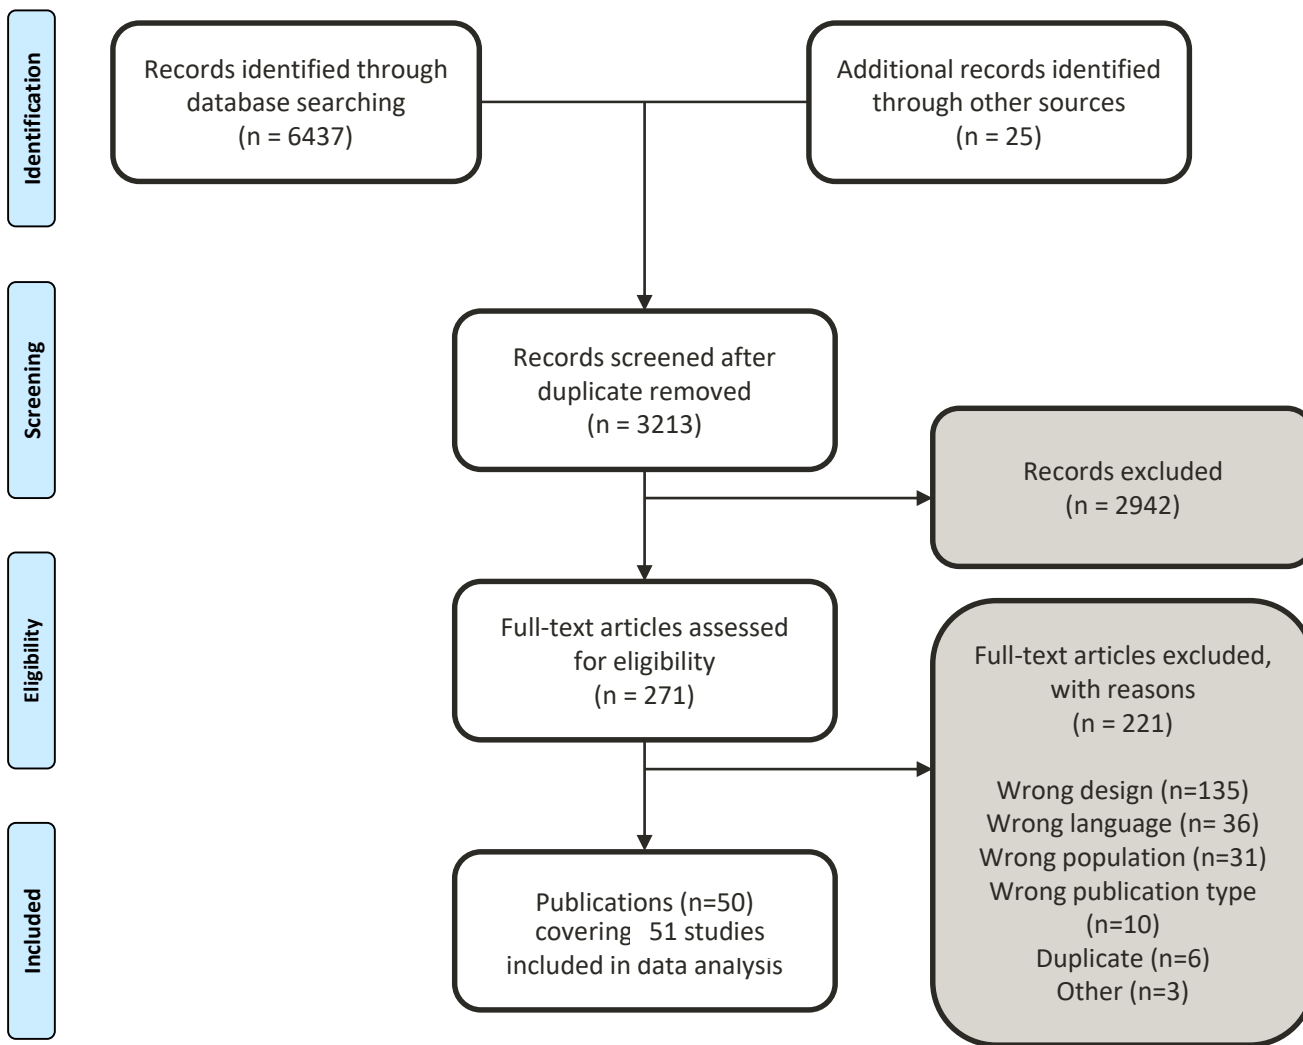 Identification
Records identified through
database searching
(n = 6437)
Additional records identified
through other sources
(n = 25)
Screening
Records screened after
duplicate removed
(n = 3213)
Records excluded
(n = 2942)
Eligibility
Full-text articles assessed
for eligibility
(n = 271)
Full-text articles excluded,
with reasons
(n = 221)
Wrong design (n=135)
Wrong language (n= 36)
Wrong population (n=31)
Wrong publication type
(n=10)
Duplicate (n=6)
Other (n=3)
Included
Publications (n=50)
covering 51 studies
included in data analysis